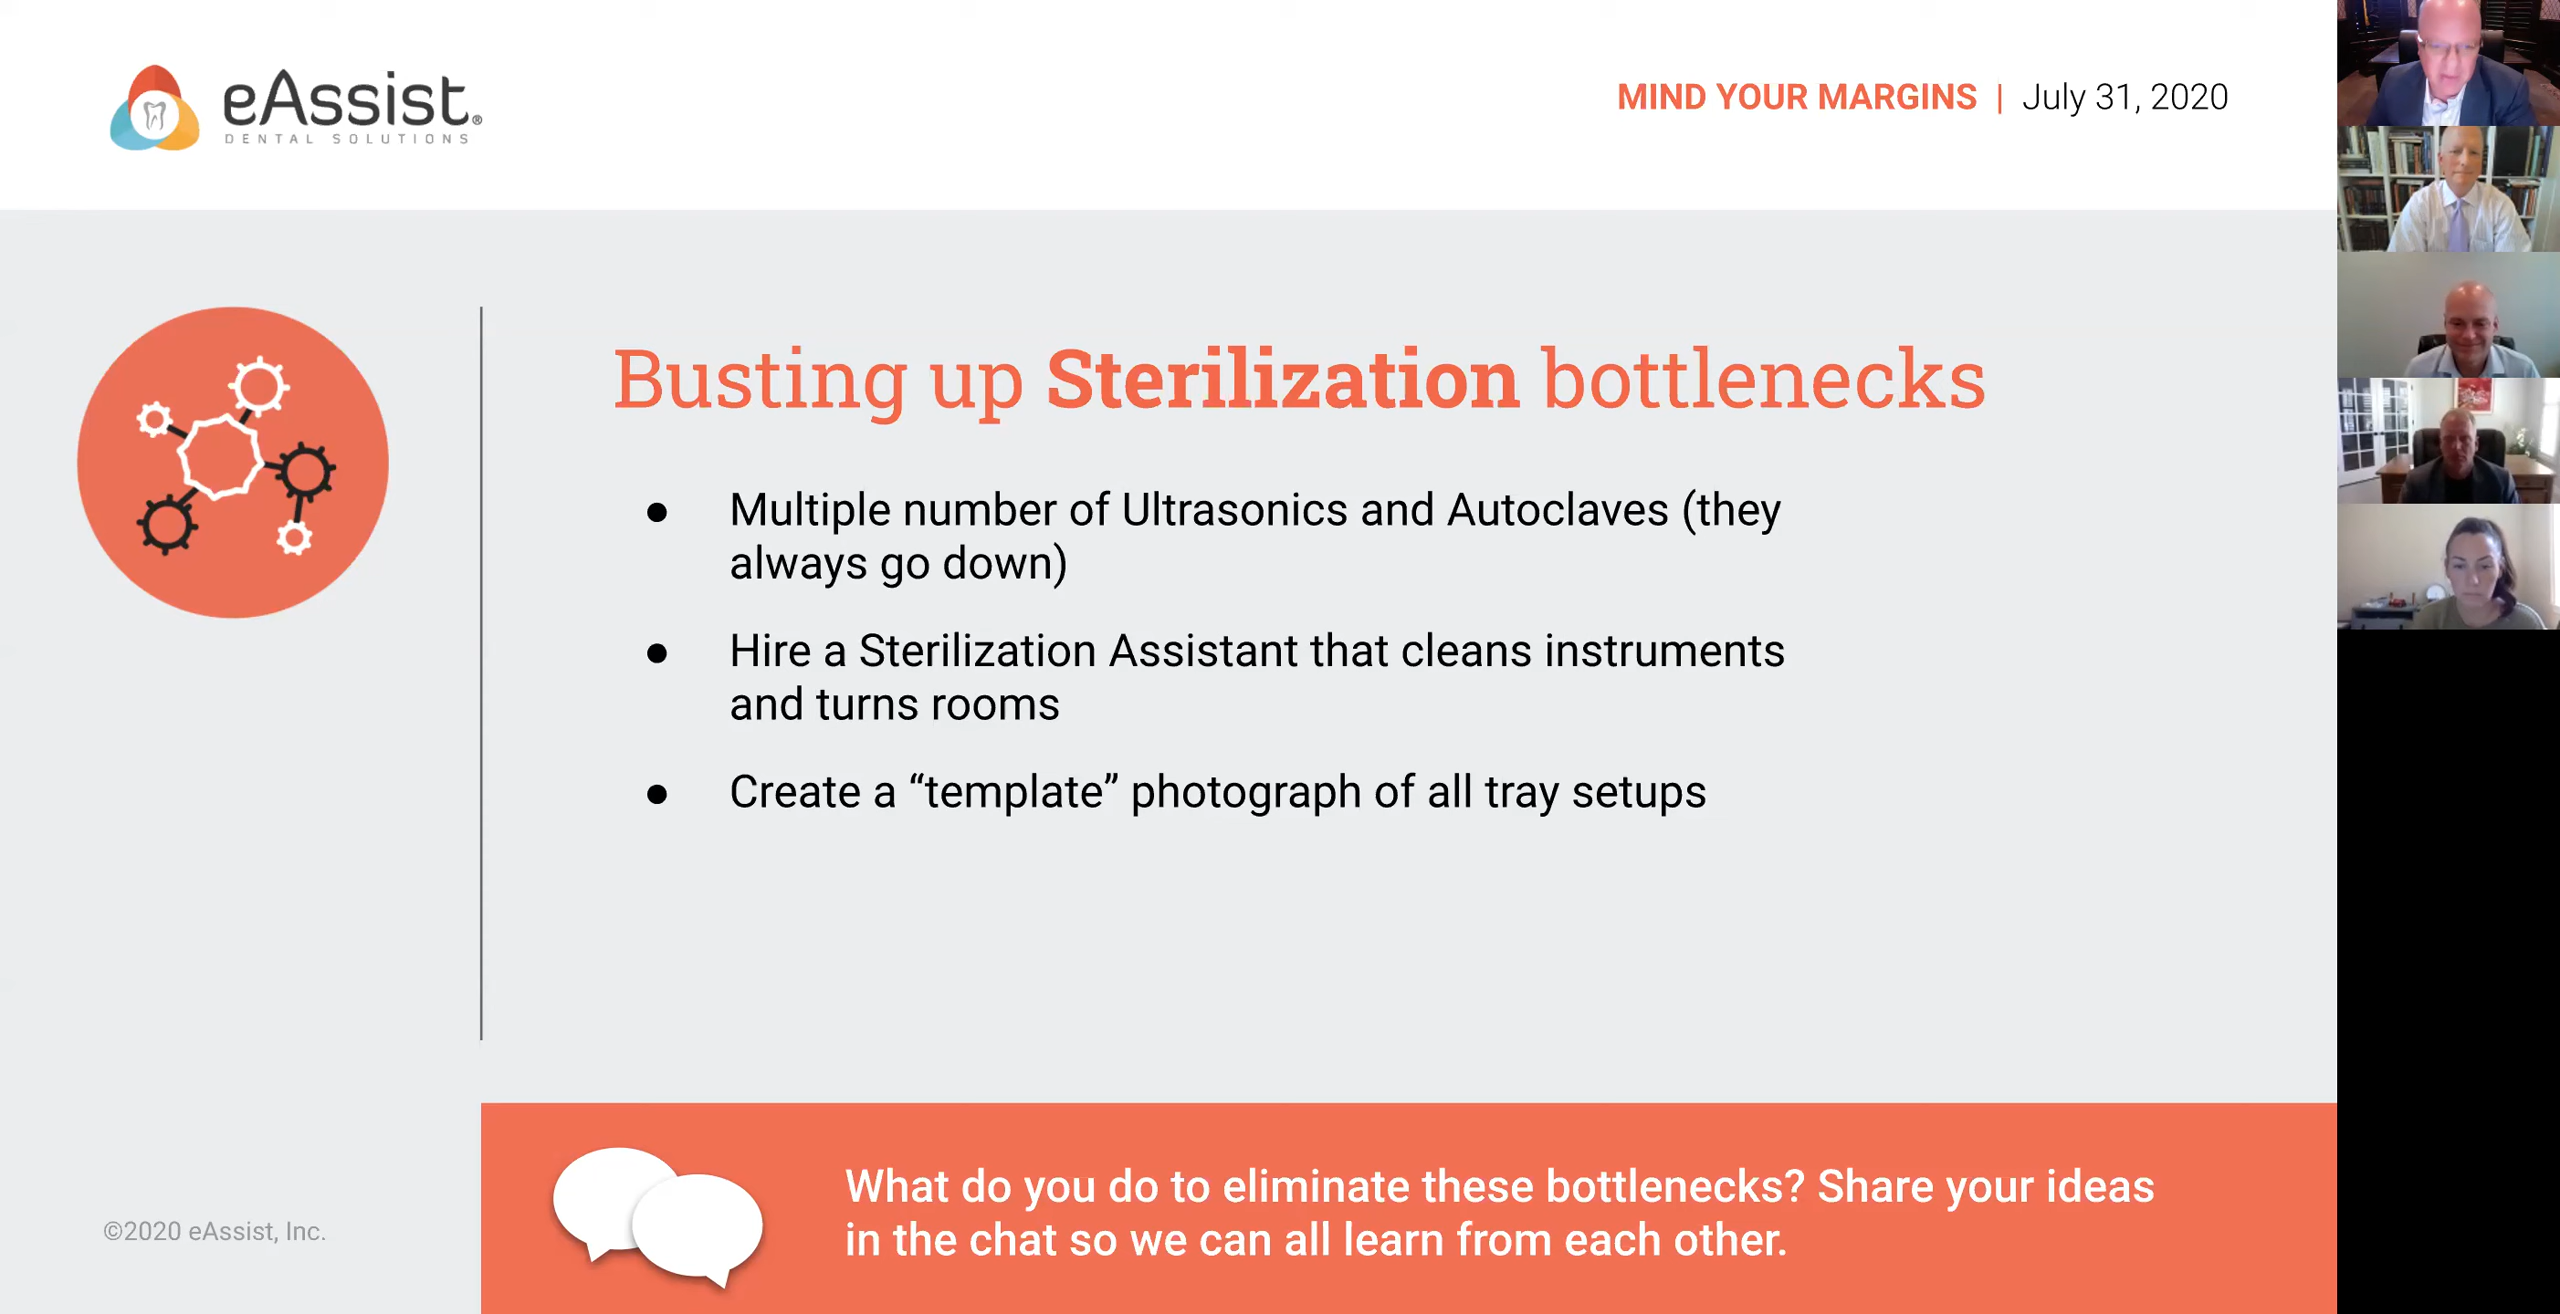 eAssist®
DENTAL SOLUTIONS
MIND YOUR MARGINS | July 31, 2020
Busting up Sterilization bottlenecks
● Multiple number of Ultrasonics and Autoclaves (they
always go down)
● Hire a Sterilization Assistant that cleans instruments
and turns rooms
● Create a “template” photograph of all tray setups
What do you do to eliminate these bottlenecks? Share your ideas
in the chat so we can all learn from each other.
©2020 eAssist, Inc.